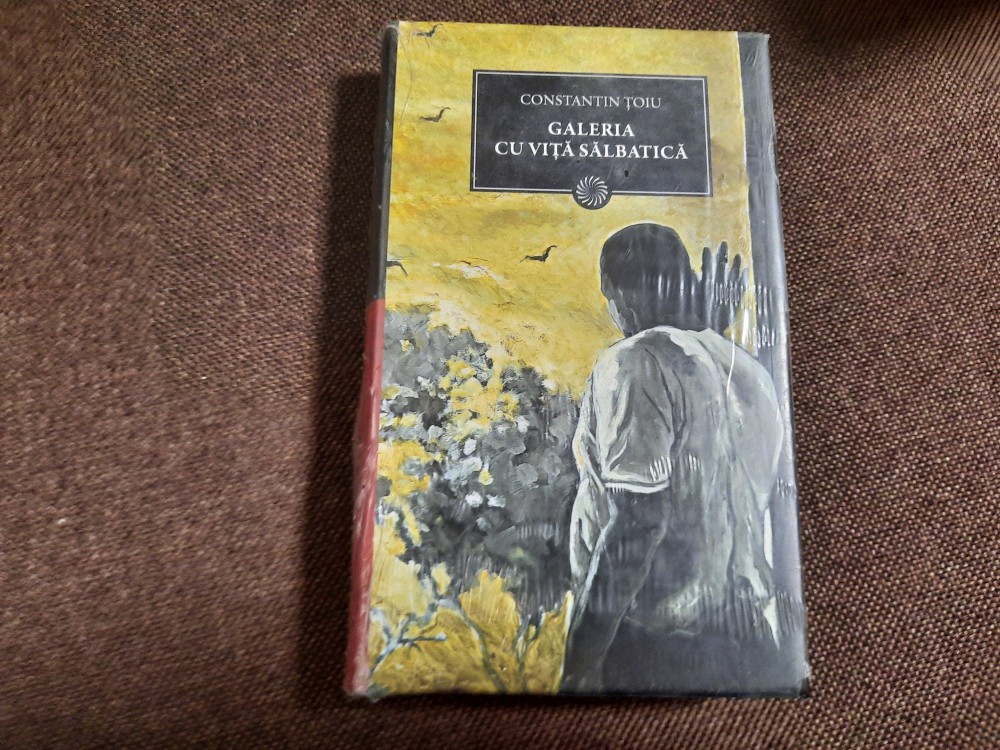 CONSTANTIN ȚOIU
GALERIA
CU VIȚĂ SĂLBATICĂ